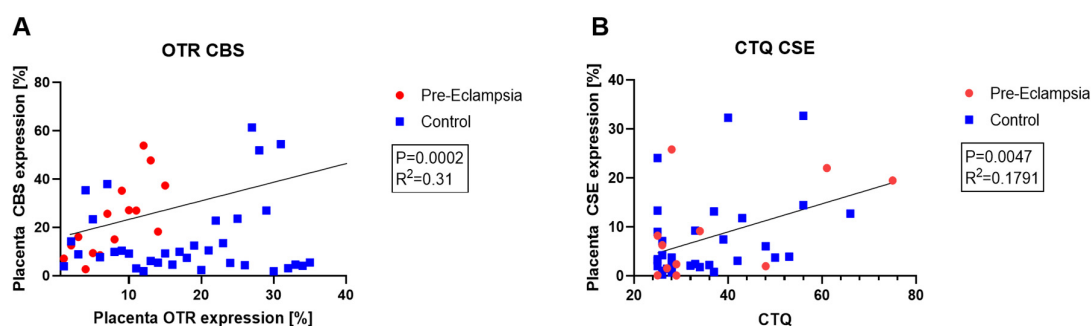 A
OTR CBS
Placenta CBS expression [%]
80
60
40
20
0
10
20
30
40
Placenta OTR expression [%]
Pre-Eclampsia
Control
P=0.0002
R²=0.31
B
CTQ CSE
Placenta CSE expression [%]
40
30
20
10
0
20
40
60
80
CTQ
Pre-Eclampsia
Control
P=0.0047
R²=0.1791